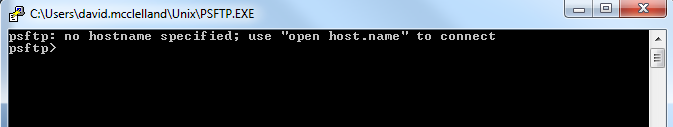 C:\Users\david.mcclelland\Unix\PSFTP.EXE
psftp: no hostname specified; use "open host.name" to connect
psftp>